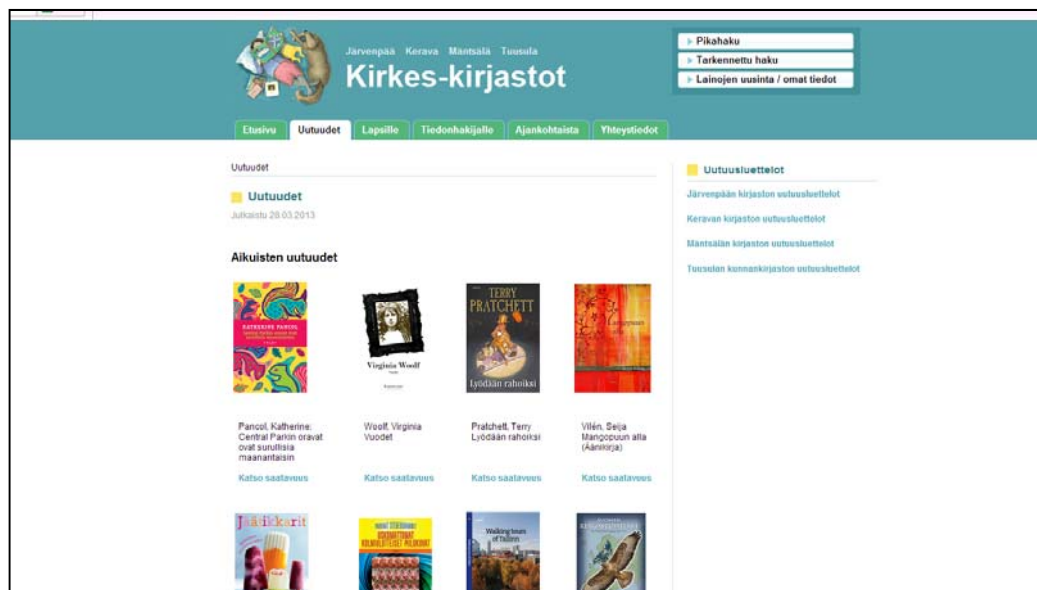 Järvenpää Kerava Mäntsälä Tuusula
Kirkes-kirjastot
Pikahaku
Tarkennettu haku
Lainojen uusinta / omat tiedot
Etusivu Uutuudet Lapsille Tiedonhakijalle Ajankohtaista Yhteystiedot
Uutuudet
Uutuudet
Julkaistu 28.03.2013
Aikuisten uutuudet
KATHERINE PANCOL
Virginia Woolf
TERRY
PRATCHETT
Lyödään rahoiksi
Mangopuun
Pancol, Katherine:
Central Parkin oravat
ovat surullisia
maanantaisin
Katso saatavuus
Woolf, Virginia
Vuodet
Katso saatavuus
Pratchett, Terry
Lyödään rahoiksi
Katso saatavuus
Vilén, Seija
Mangopuun alla
(Äänikirja)
Katso saatavuus
Jäätikkarit
Walking tours
of Tallinn
Uutuusluettelot
Järvenpään kirjaston uutuusluettelot
Keravan kirjaston uutuusluettelot
Mäntsälän kirjaston uutuusluettelot
Tuusulan kunnankirjaston uutuusluettelot